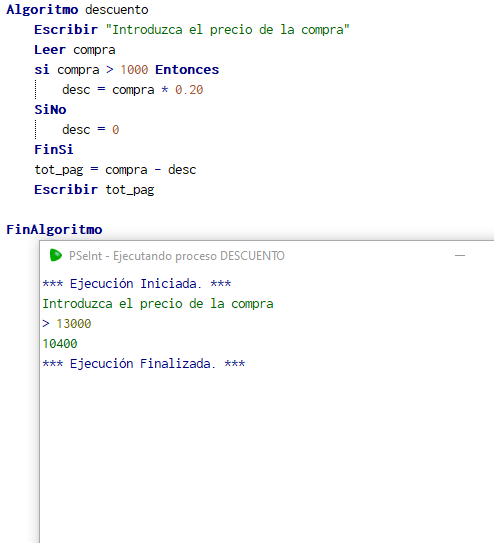 Algoritmo descuento
Escribir "Introduzca el precio de la compra"
Leer compra
si compra > 1000 Entonces
desc = compra * 0.20
SiNo
desc = 0
FinSi
tot_pag = compra - desc
Escribir tot_pag
FinAlgoritmo
PSeInt - Ejecutando proceso DESCUENTO
*** Ejecución Iniciada. ***
Introduzca el precio de la compra
> 13000
10400
*** Ejecución Finalizada. ***